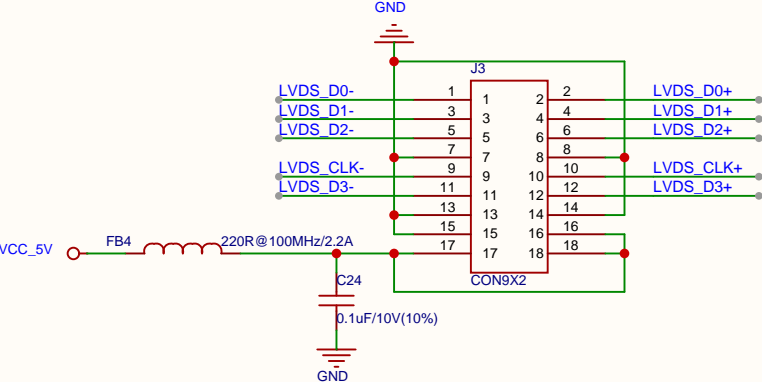 GND
J3
LVDS_D0- 1 1 2 2 LVDS_D0+
LVDS_D1- 3 3 4 4 LVDS_D1+
LVDS_D2- 5 5 6 6 LVDS_D2+
7 7 8 8
LVDS_CLK- 9 9 10 10 LVDS_CLK+
LVDS_D3- 11 11 12 12 LVDS_D3+
13 13 14 14
15 15 16 16
VCC_5V FB4 220R@100MHz/2.2A 17 17 18 18
C24 CON9X2
0.1uF/10V(10%)
GND